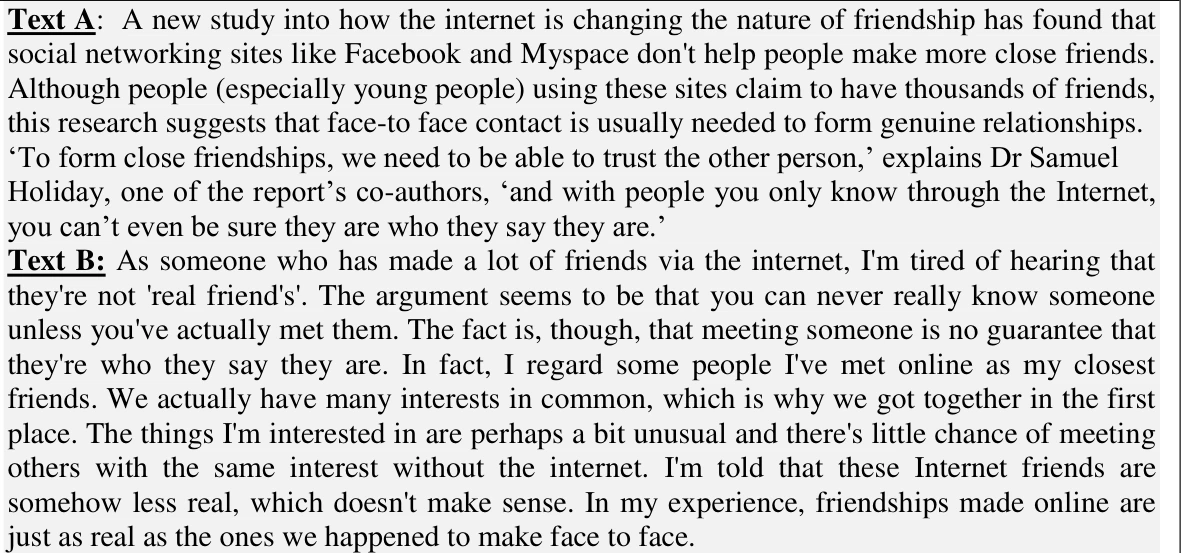 Text A:  A new study into how the internet is changing the nature of friendship has found that
social networking sites like Facebook and Myspace don't help people make more close friends.
Although people (especially young people) using these sites claim to have thousands of friends,
this research suggests that face-to face contact is usually needed to form genuine relationships.
‘To form close friendships, we need to be able to trust the other person,’ explains Dr Samuel
Holiday, one of the report’s co-authors, ‘and with people you only know through the Internet,
you can’t even be sure they are who they say they are.’
Text B: As someone who has made a lot of friends via the internet, I'm tired of hearing that
they're not 'real friend's'. The argument seems to be that you can never really know someone
unless you've actually met them. The fact is, though, that meeting someone is no guarantee that
they're who they say they are. In fact, I regard some people I've met online as my closest
friends. We actually have many interests in common, which is why we got together in the first
place. The things I'm interested in are perhaps a bit unusual and there's little chance of meeting
others with the same interest without the internet. I'm told that these Internet friends are
somehow less real, which doesn't make sense. In my experience, friendships made online are
just as real as the ones we happened to make face to face.